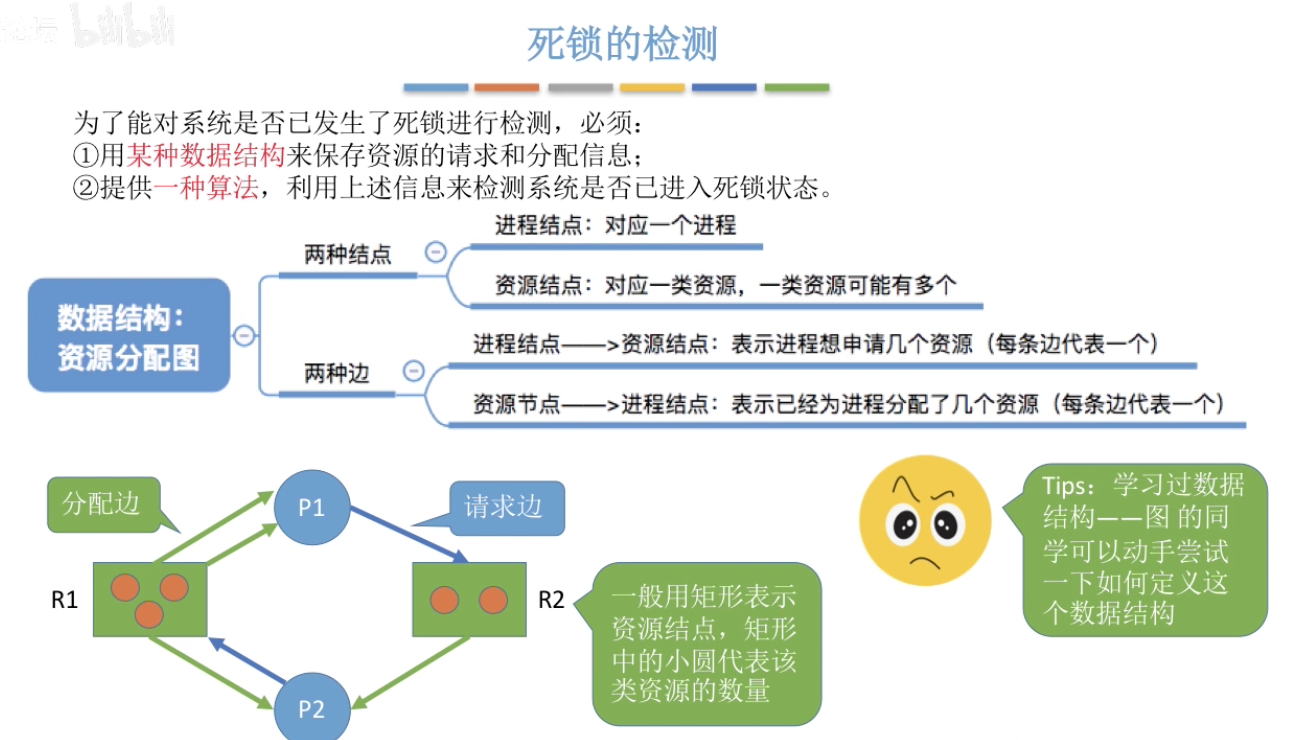 论坛 bilibili
死锁的检测
为了能对系统是否已发生了死锁进行检测，必须：
①用某种数据结构来保存资源的请求和分配信息；
②提供一种算法，利用上述信息来检测系统是否已进入死锁状态。
进程结点：对应一个进程
两种结点
资源结点：对应一类资源，一类资源可能有多个
数据结构：
资源分配图
进程结点——>资源结点：表示进程想申请几个资源（每条边代表一个）
两种边
资源节点——>进程结点：表示已经为进程分配了几个资源（每条边代表一个）
分配边
P1
请求边
R1
R2
P2
一般用矩形表示
资源结点，矩形
中的小圆代表该
类资源的数量
Tips：学习过数据
结构——图 的同
学可以动手尝试
一下如何定义这
个数据结构